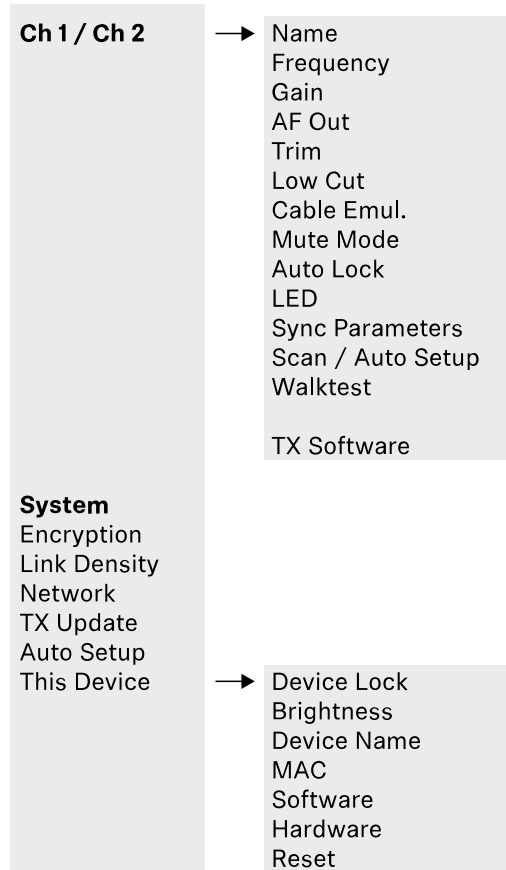 Ch 1 / Ch 2
Name
Frequency
Gain
AF Out
Trim
Low Cut
Cable Emul.
Mute Mode
Auto Lock
LED
Sync Parameters
Scan / Auto Setup
Walktest
TX Software
System
Encryption
Link Density
Network
TX Update
Auto Setup
This Device
Device Lock
Brightness
Device Name
MAC
Software
Hardware
Reset